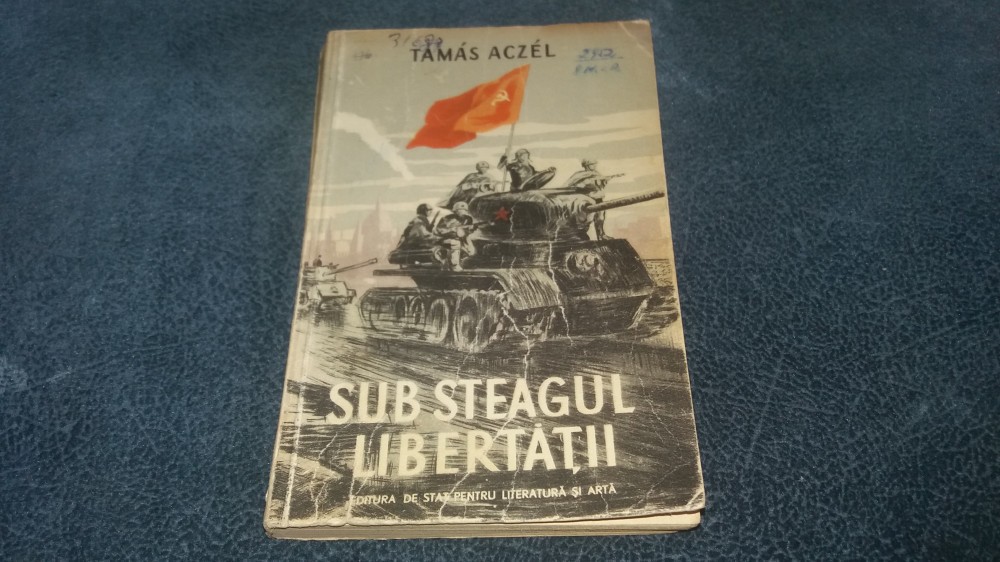 TAMÁS ACZÉL
SUB STEAGUL
LIBERTĂȚII
EDITURA DE STAT PENTRU LITERATURĂ ȘI ARTĂ